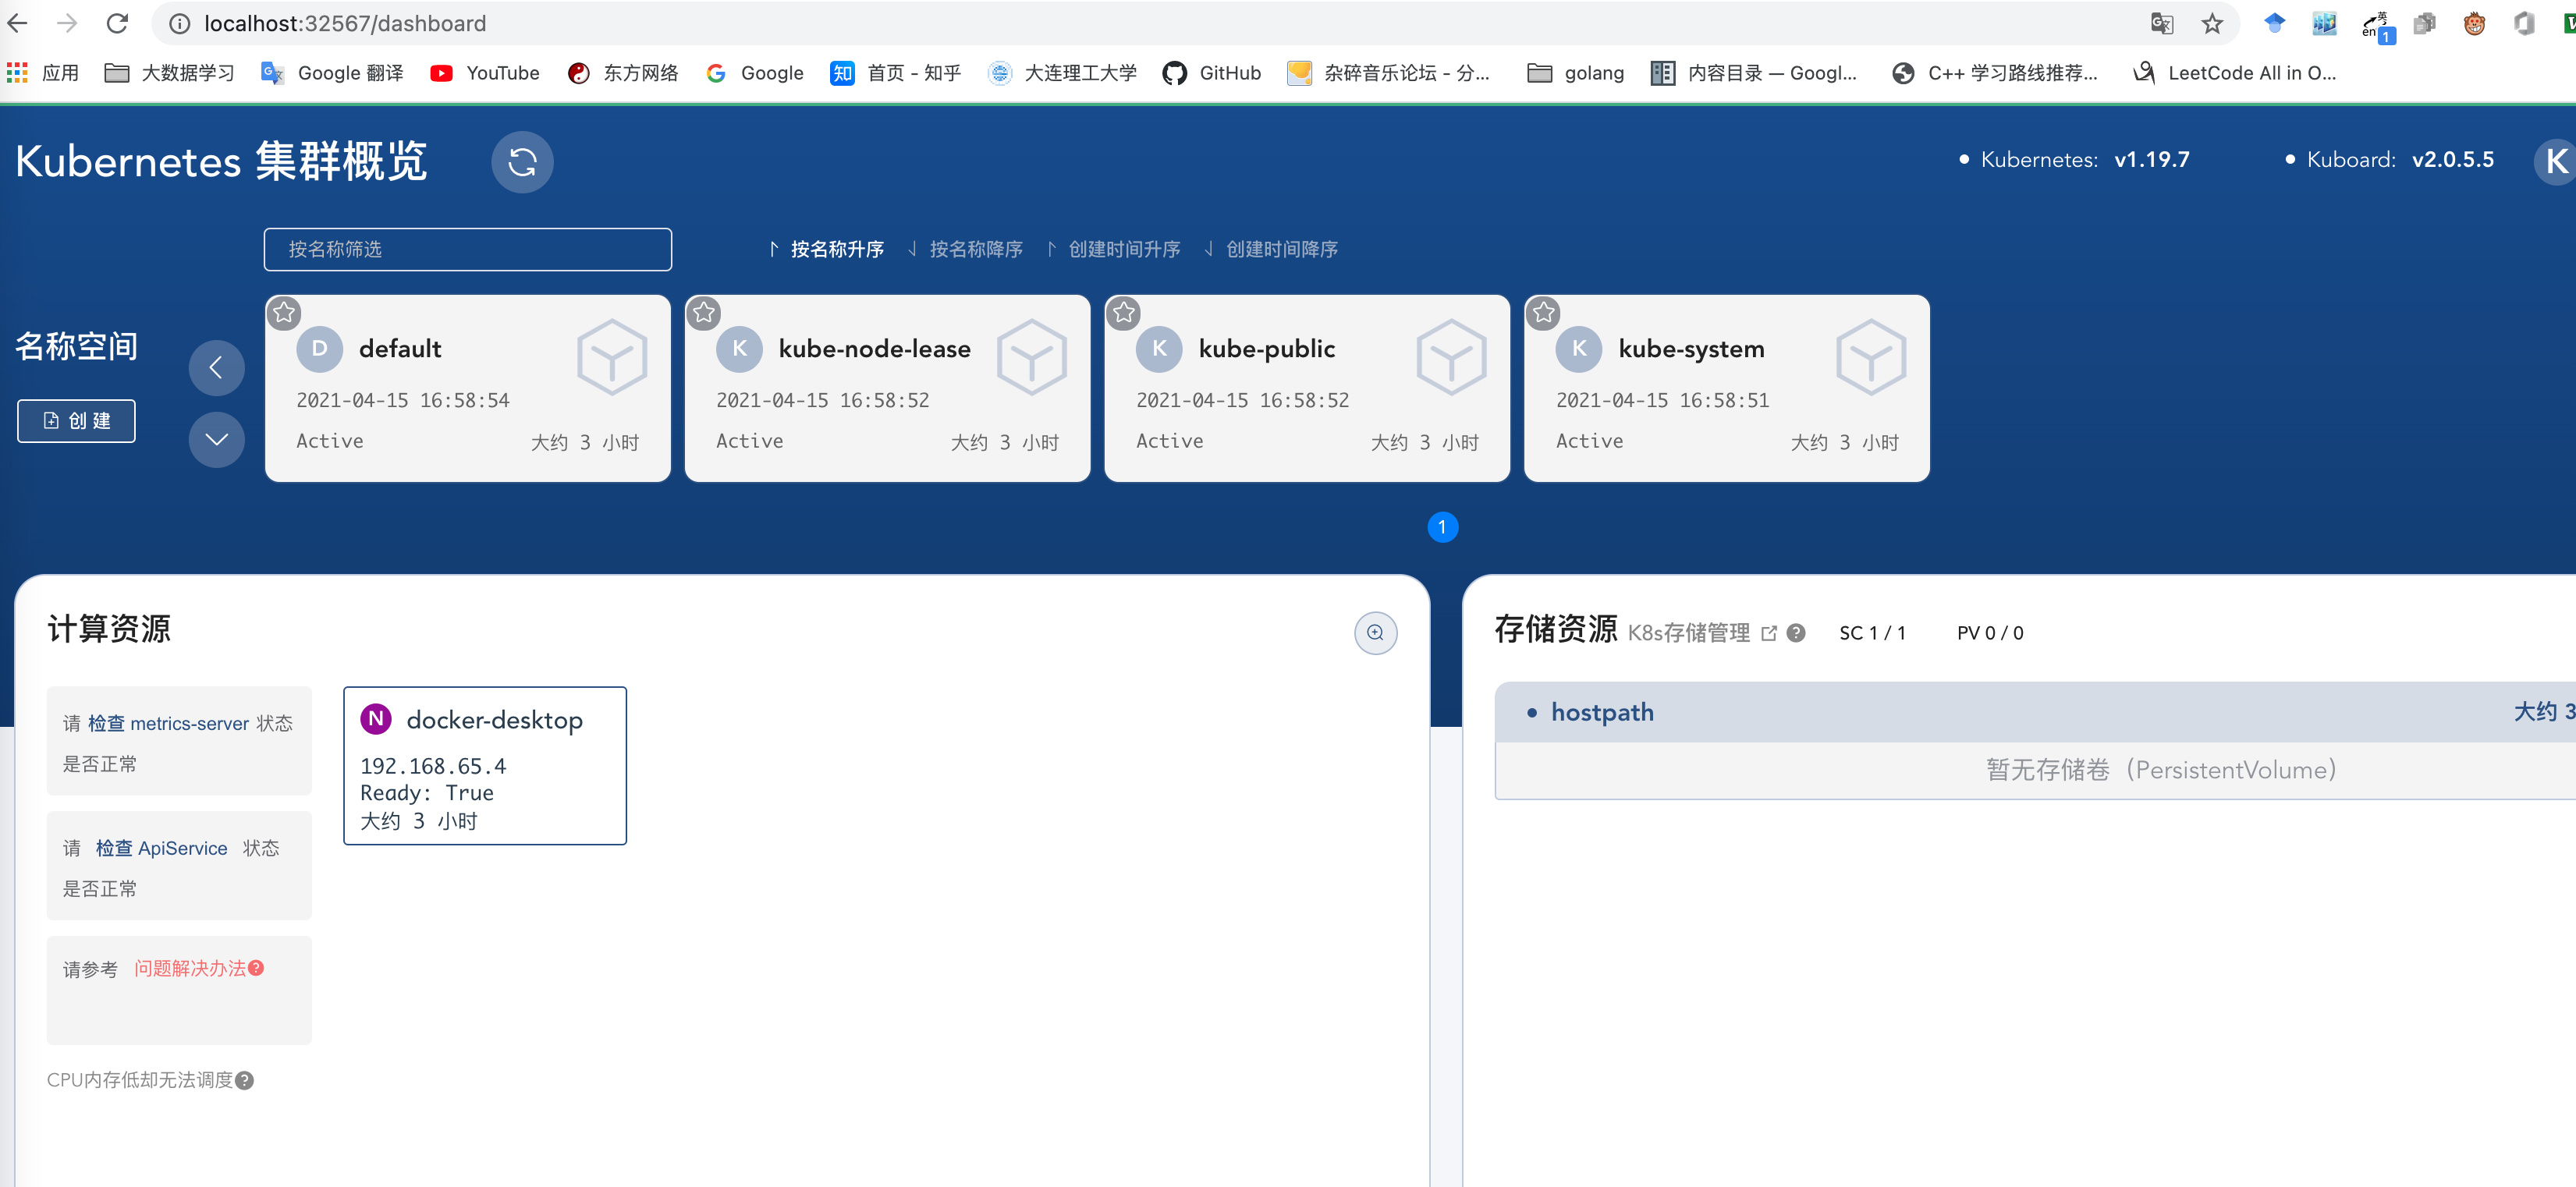 localhost:32567/dashboard
英
en 1
应用 大数据学习 Google 翻译 YouTube 东方网络 Google 知 首页 - 知乎 大连理工大学 GitHub 杂碎音乐论坛 - 分... golang 内容目录 — Googl... C++ 学习路线推荐... LeetCode All in O...
Kubernetes 集群概览
Kubernetes: v1.19.7
Kuboard: v2.0.5.5
K
按名称筛选
按名称升序 按名称降序 创建时间升序 创建时间降序
名称空间
创 建
D default
2021-04-15 16:58:54
Active 大约 3 小时
K kube-node-lease
2021-04-15 16:58:52
Active 大约 3 小时
K kube-public
2021-04-15 16:58:52
Active 大约 3 小时
K kube-system
2021-04-15 16:58:51
Active 大约 3 小时
1
计算资源
请 检查 metrics-server 状态
是否正常
请 检查 ApiService 状态
是否正常
请参考 问题解决办法?
CPU内存低却无法调度?
N docker-desktop
192.168.65.4
Ready: True
大约 3 小时
存储资源 K8s存储管理 ? SC 1 / 1 PV 0 / 0
• hostpath 大约 3
暂无存储卷（PersistentVolume）